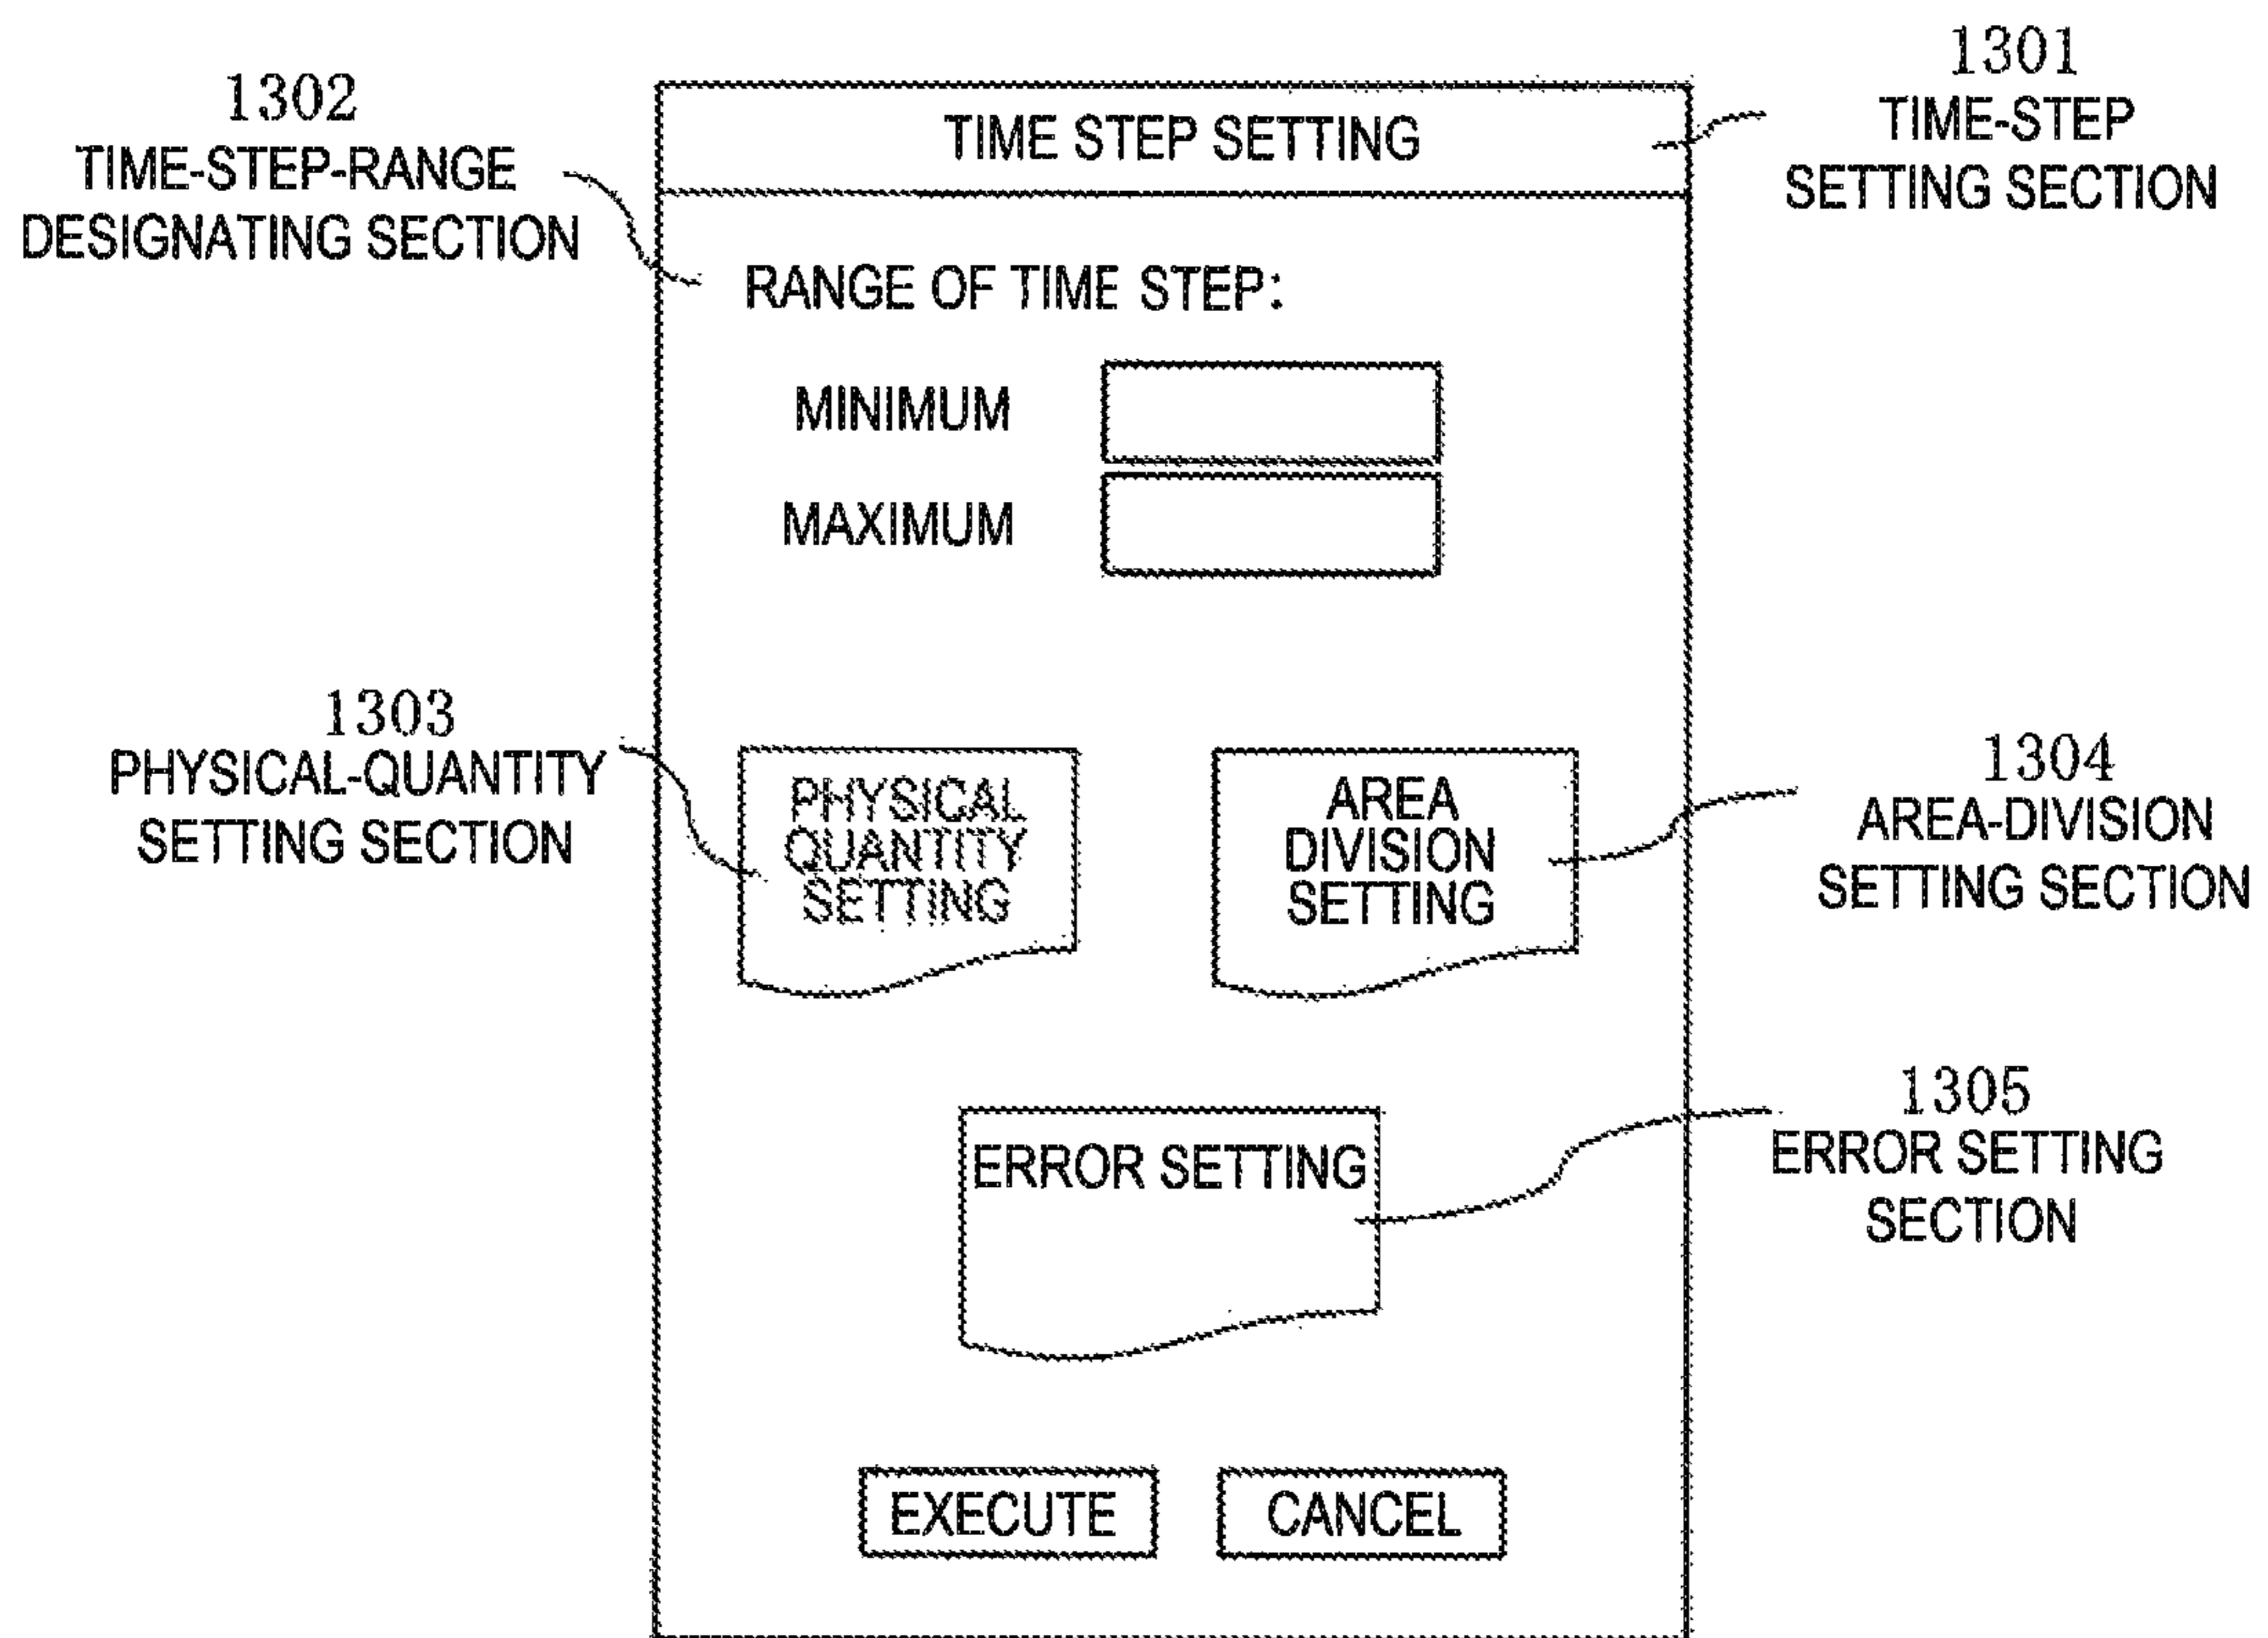 1301
TIME-STEP
SETTING SECTION
1302
TIME-STEP-RANGE
DESIGNATING SECTION
TIME STEP SETTING
RANGE OF TIME STEP:
MINIMUM
MAXIMUM
1303
PHYSICAL-QUANTITY
SETTING SECTION
PHYSICAL
QUANTITY
SETTING
AREA
DIVISION
SETTING
1304
AREA-DIVISION
SETTING SECTION
ERROR SETTING
1305
ERROR SETTING
SECTION
EXECUTE
CANCEL